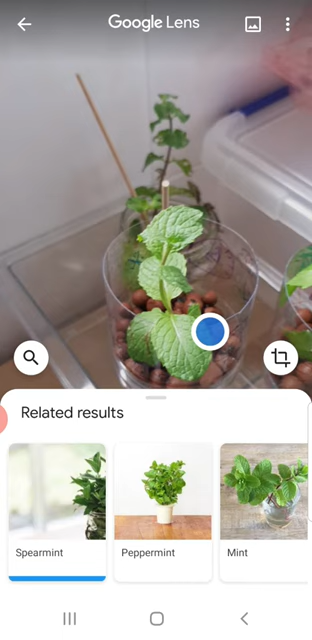 Google Lens
Related results
Spearmint
Peppermint
Mint